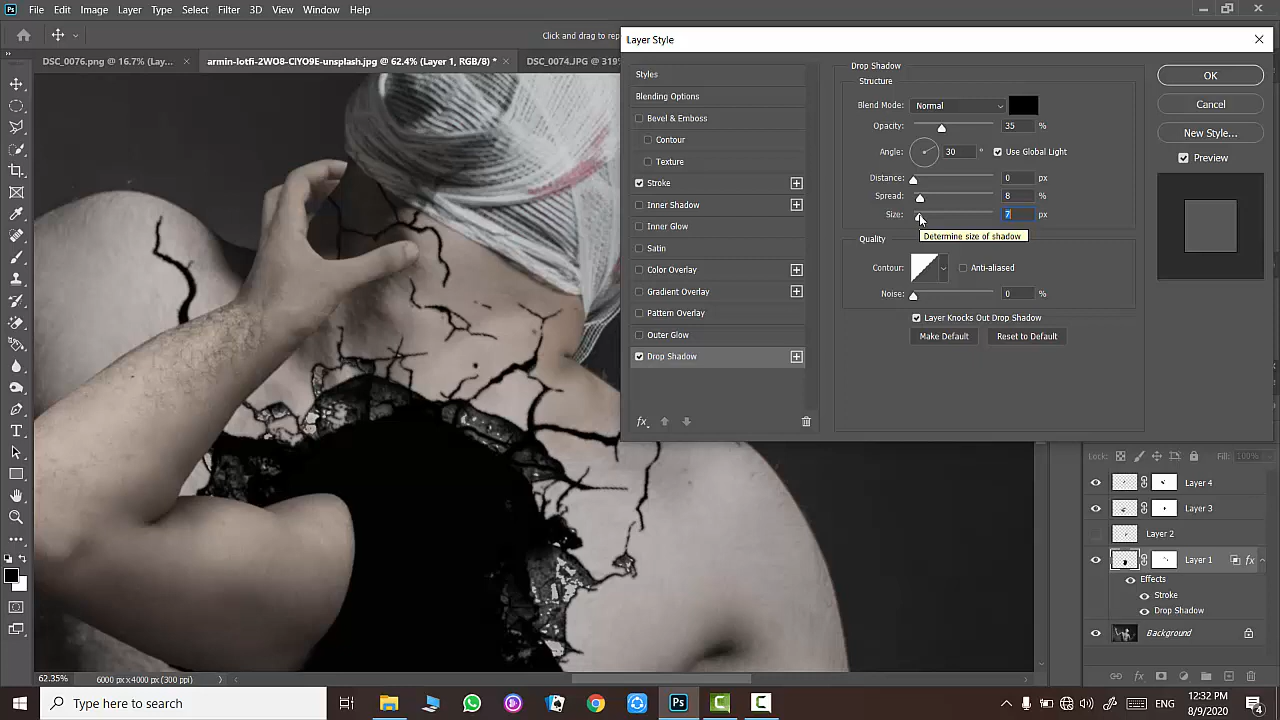 File Edit Image Layer Type Select Filter 3D View Window Help
Click and drag to rep
DSC_0076.png @ 16.7% (Lay...
armin-lotfi-2WO8-CIYO9E-unsplash.jpg @ 62.4% (Layer 1, RGB/8) *
DSC_0074.JPG @ 319%
Layer Style
Styles
Blending Options
Bevel & Emboss
Contour
Texture
Stroke
Inner Shadow
Inner Glow
Satin
Color Overlay
Gradient Overlay
Pattern Overlay
Outer Glow
Drop Shadow
fx
Drop Shadow
Structure
Blend Mode: Normal
Opacity: 35 %
Angle: 30 ° Use Global Light
Distance: 0 px
Spread: 8 %
Size: 7 px
Determine size of shadow
Quality
Contour: Anti-aliased
Noise: 0 %
Layer Knocks Out Drop Shadow
Make Default Reset to Default
OK
Cancel
New Style...
Preview
Lock: Fill: 100%
Layer 4
Layer 3
Layer 2
Layer 1 fx
Effects
Stroke
Drop Shadow
Background
fx
62.35% 6000 px x 4000 px (300 ppi)
Type here to search
ENG
12:32 PM
8/9/2020